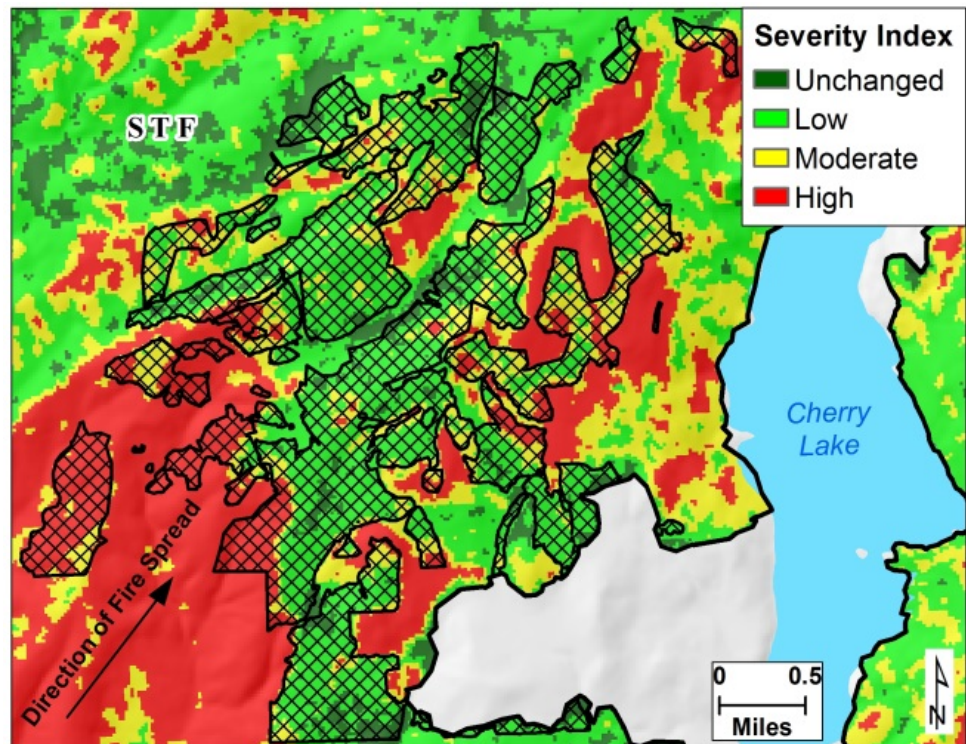 Severity Index
Unchanged
Low
Moderate
High
STF
Cherry
Lake
Direction of Fire Spread
0 0.5
Miles
N